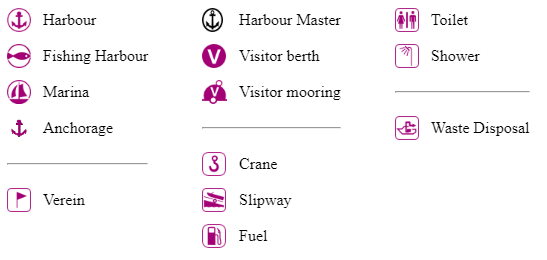 Harbour
Fishing Harbour
Marina
Anchorage
Verein
Harbour Master
V Visitor berth
V Visitor mooring
Crane
Slipway
Fuel
Toilet
Shower
Waste Disposal